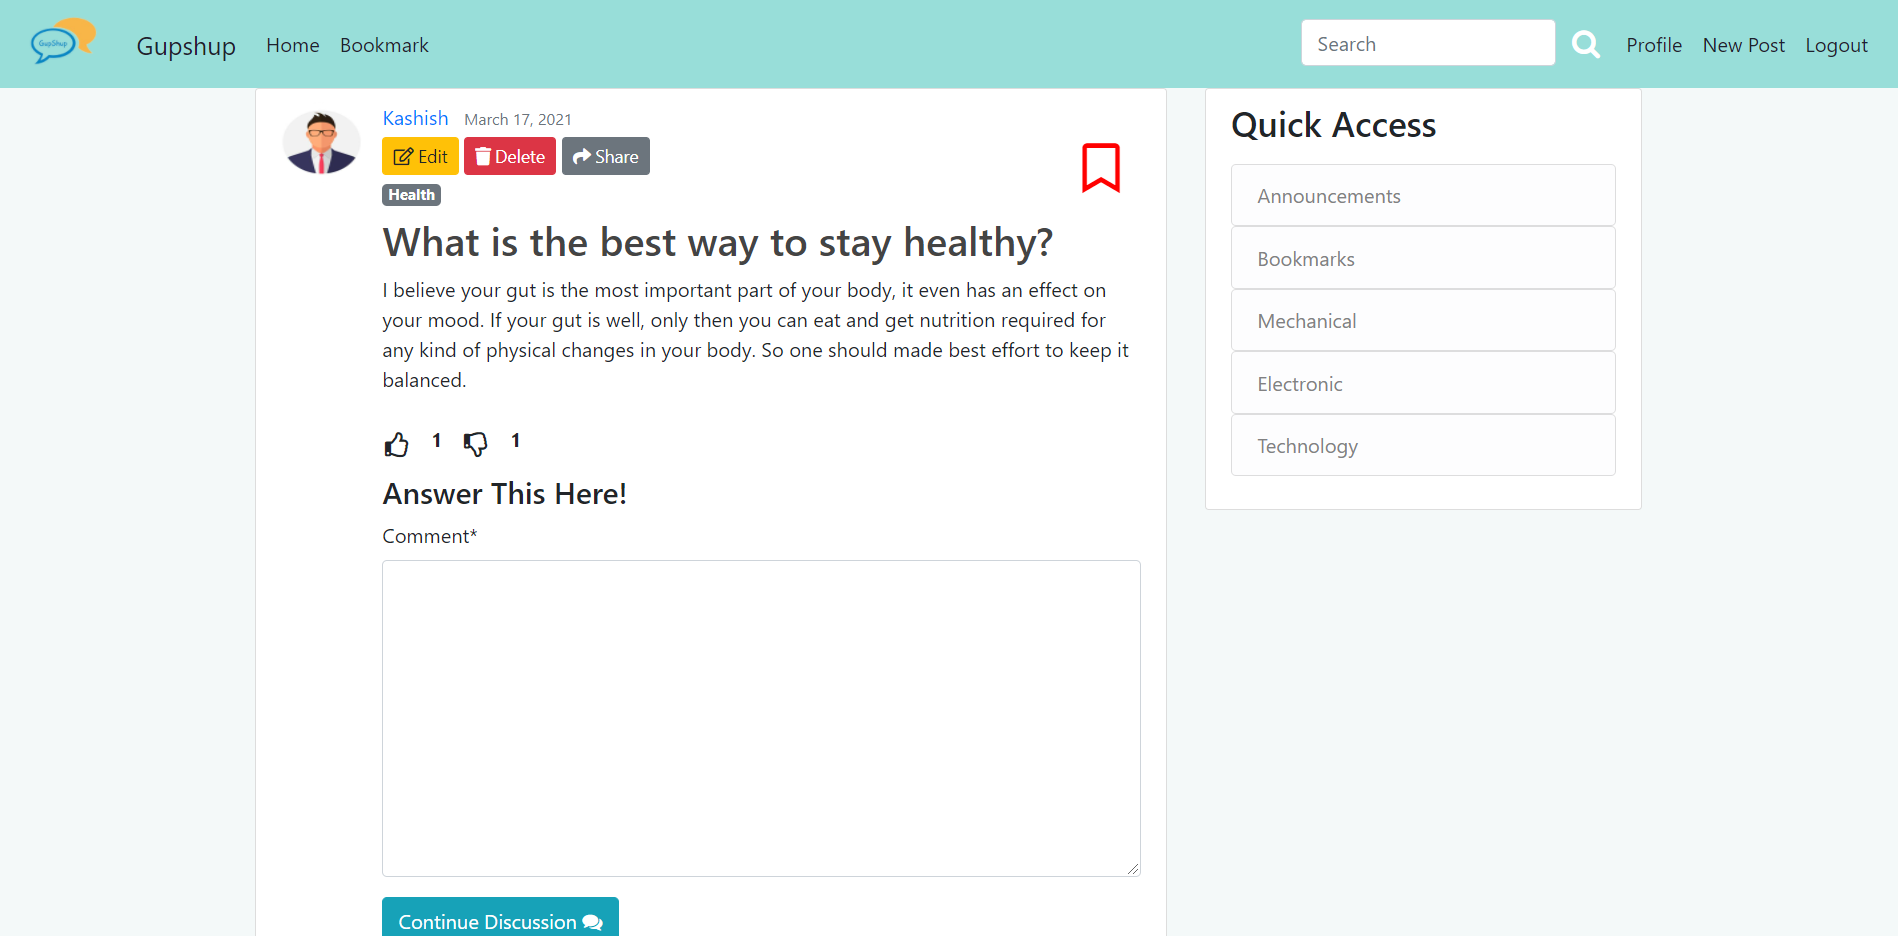 GupShup
Gupshup Home Bookmark Search Profile New Post Logout
Kashish March 17, 2021
Edit Delete Share
Health
What is the best way to stay healthy?
I believe your gut is the most important part of your body, it even has an effect on
your mood. If your gut is well, only then you can eat and get nutrition required for
any kind of physical changes in your body. So one should made best effort to keep it
balanced.
1 1
Answer This Here!
Comment*
Continue Discussion
Quick Access
Announcements
Bookmarks
Mechanical
Electronic
Technology